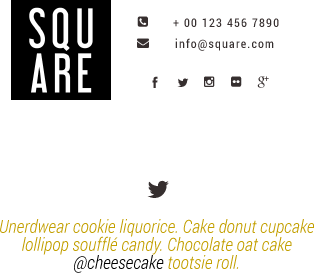 SQU
ARE
+ 00 123 456 7890
info@square.com
Unerdwear cookie liquorice. Cake donut cupcake
lollipop soufflé candy. Chocolate oat cake
@cheesecake tootsie roll.